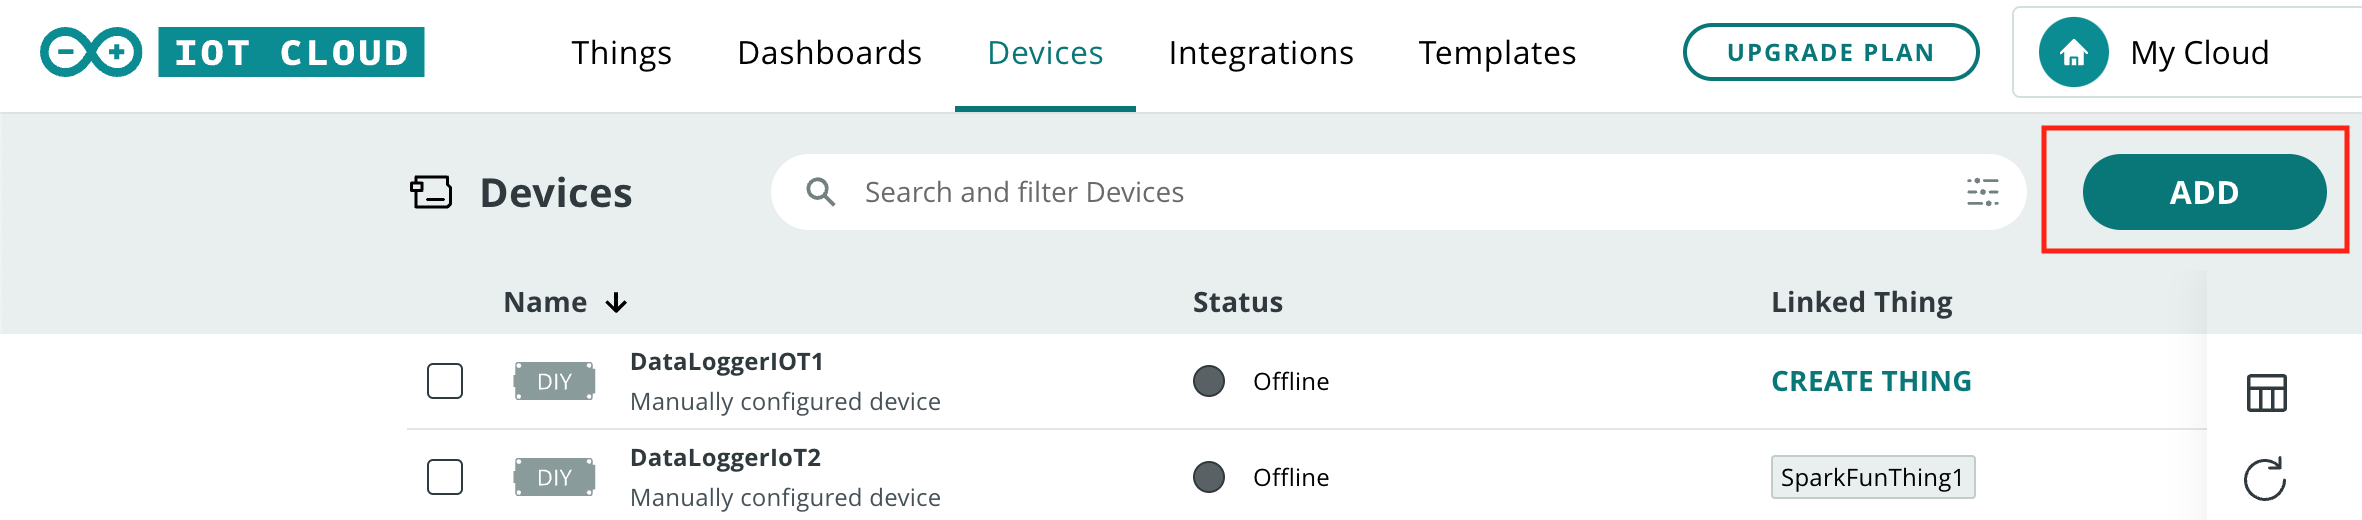 IOT CLOUD Things Dashboards Devices Integrations Templates UPGRADE PLAN My Cloud
Devices Search and filter Devices ADD
Name Status Linked Thing
DIY DataLoggerIOT1 Offline CREATE THING
Manually configured device
DIY DataLoggerIoT2 Offline SparkFunThing1
Manually configured device